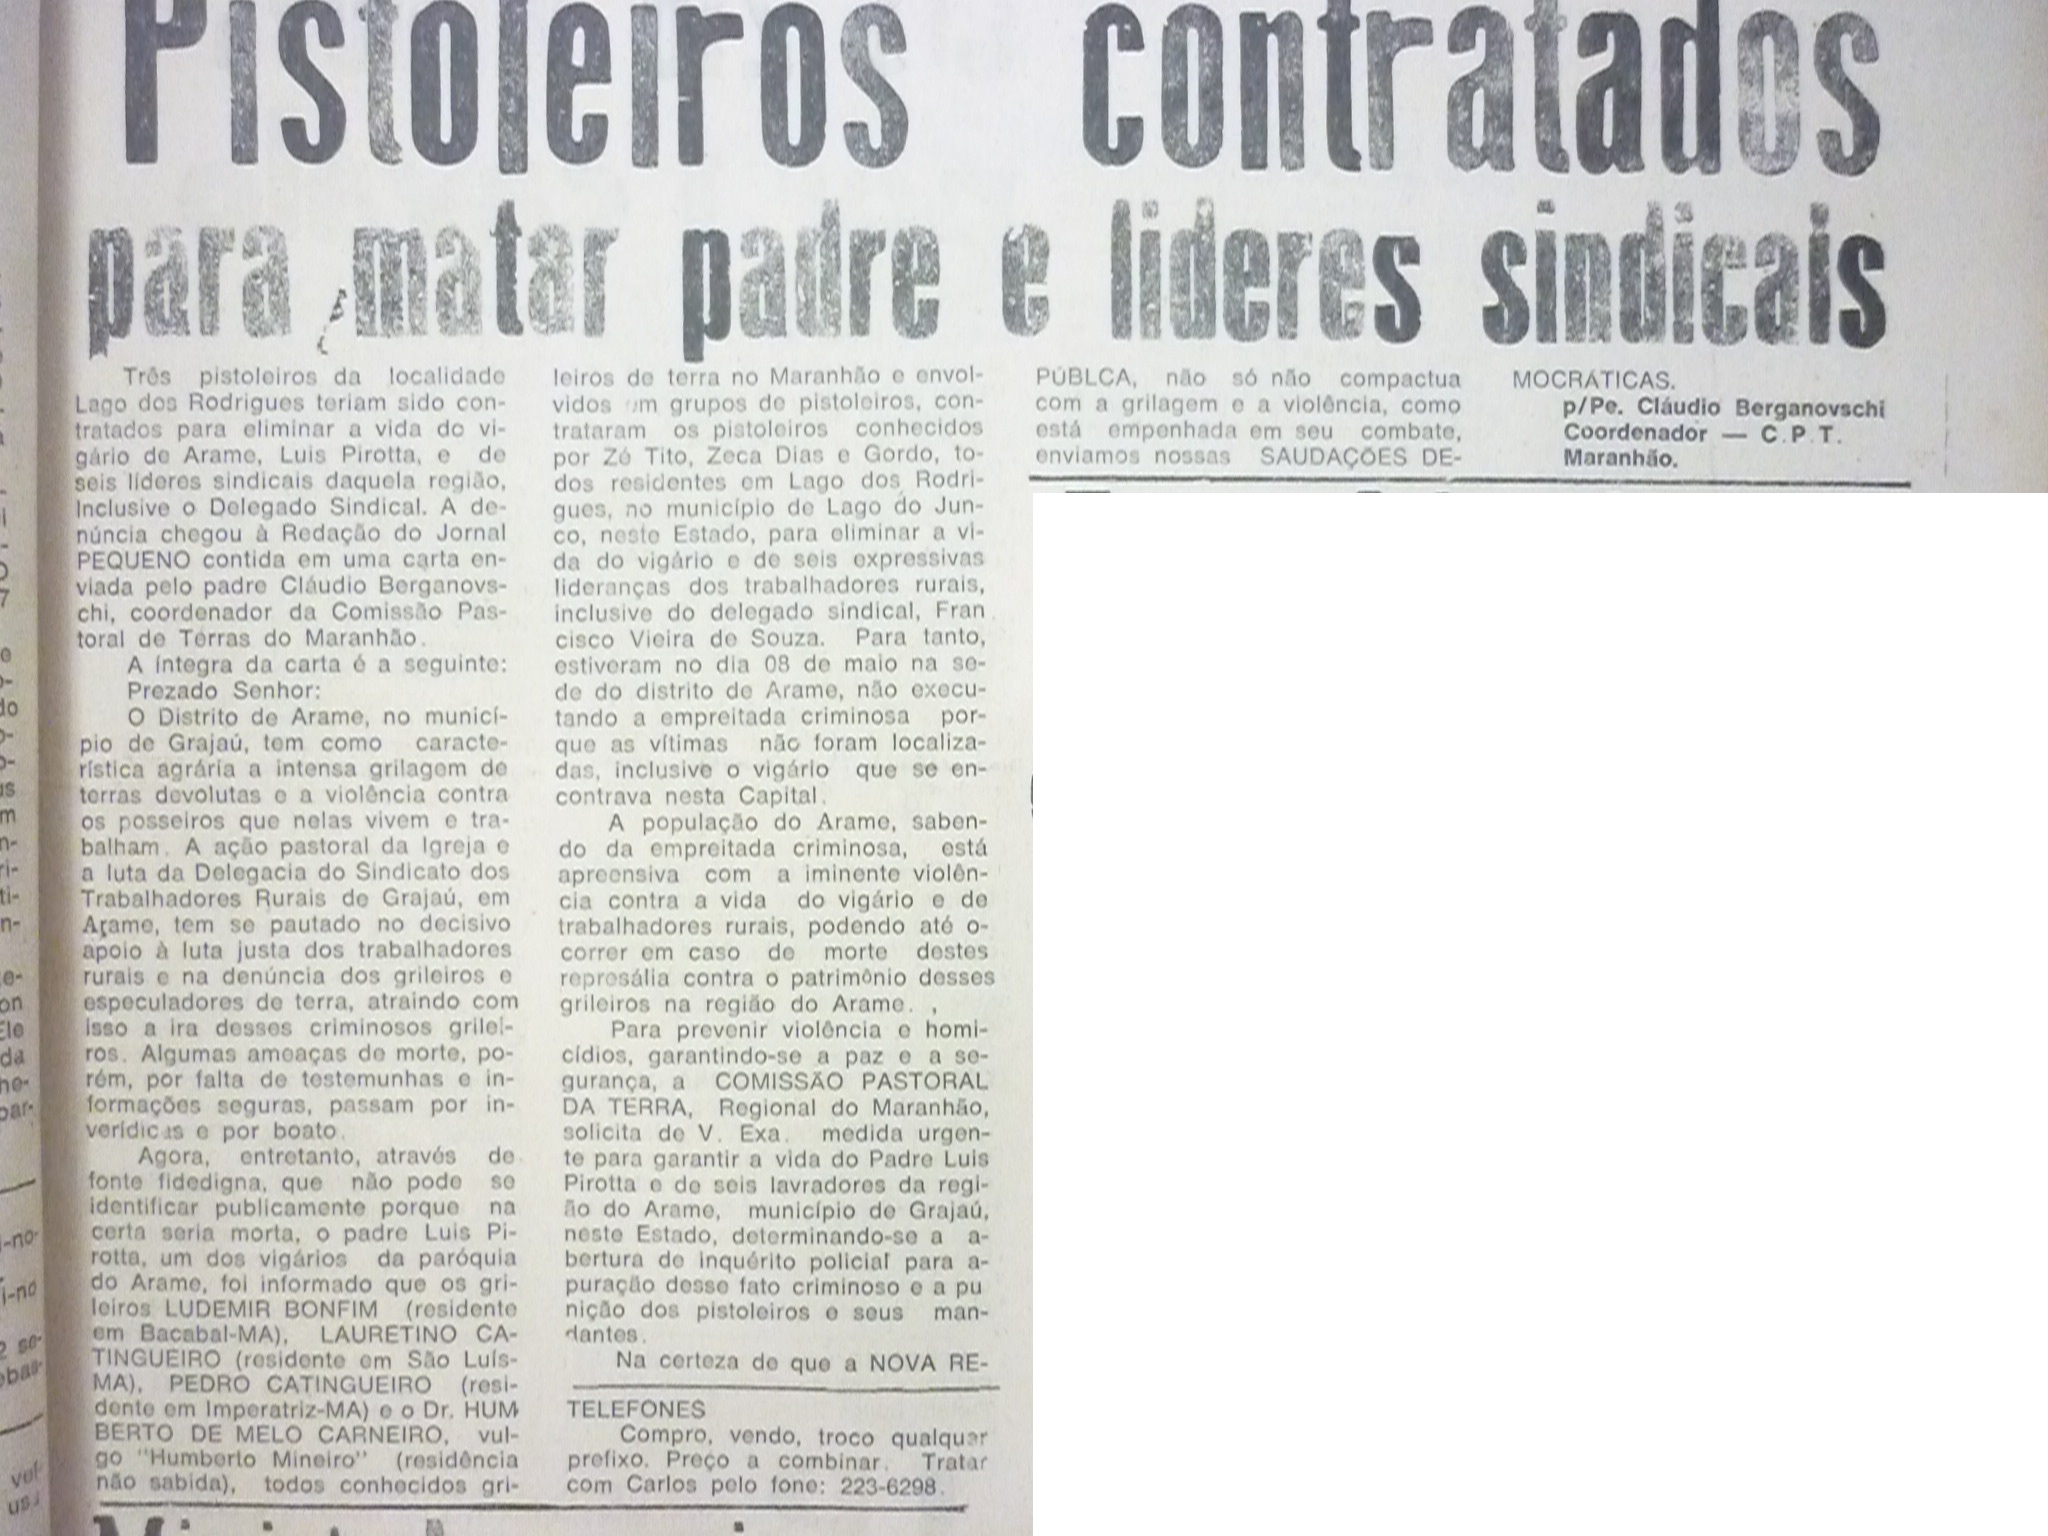 Pistoleiros contratados
para matar padre e lideres sindicais
Três pistoleiros da localidade
Lago dos Rodrigues teriam sido con-
tratados para eliminar a vida do vi-
gário de Arame, Luis Pirotta, e de
seis líderes sindicais daquela região,
Inclusive o Delegado Sindical. A de-
núncia chegou à Redação do Jornal
PEQUENO contida em uma carta en-
viada pelo padre Cláudio Berganovs-
chi, coordenador da Comissão Pas-
toral de Terras do Maranhão.
A íntegra da carta é a seguinte:
Prezado Senhor:
O Distrito de Arame, no municí-
pio de Grajaú, tem como caracte-
rística agrária a intensa grilagem de
terras devolutas e a violência contra
os posseiros que nelas vivem e tra-
balham. A ação pastoral da Igreja e
a luta da Delegacia do Sindicato dos
Trabalhadores Rurais de Grajaú, em
Arame, tem se pautado no decisivo
apoio à luta justa dos trabalhadores
rurais e na denúncia dos grileiros e
especuladores de terra, atraindo com
isso a ira desses criminosos grilei-
ros. Algumas ameaças de morte, po-
rém, por falta de testemunhas e in-
formações seguras, passam por in-
verídicas e por boato.
Agora, entretanto, através de
fonte fidedigna, que não pode se
identificar publicamente porque na
certa seria morta, o padre Luis Pi-
rotta, um dos vigários da paróquia
do Arame, foi informado que os gri-
leiros LUDEMIR BONFIM (residente
em Bacabal-MA), LAURETINO CA-
TINGUEIRO (residente em São Luís-
MA), PEDRO CATINGUEIRO (resi-
dente em Imperatriz-MA) e o Dr. HUM
BERTO DE MELO CARNEIRO, vul-
go "Humberto Mineiro" (residência
não sabida), todos conhecidos gri-
leiros de terra no Maranhão e envol-
vidos em grupos de pistoleiros, con-
trataram os pistoleiros conhecidos
por Zé Tito, Zeca Dias e Gordo, to-
dos residentes em Lago dos Rodri-
gues, no município de Lago do Jun-
co, neste Estado, para eliminar a vi-
da do vigário e de seis expressivas
lideranças dos trabalhadores rurais,
inclusive do delegado sindical, Fran
cisco Vieira de Souza. Para tanto,
estiveram no dia 08 de maio na se-
de do distrito de Arame, não execu-
tando a empreitada criminosa por-
que as vítimas não foram localiza-
das, inclusive o vigário que se en-
contrava nesta Capital.
A população do Arame, saben-
do da empreitada criminosa, está
apreensiva com a iminente violên-
cia contra a vida do vigário e de
trabalhadores rurais, podendo até o-
correr em caso de morte destes
represália contra o patrimônio desses
grileiros na região do Arame. ,
Para prevenir violência e homi-
cídios, garantindo-se a paz e a se-
gurança, a COMISSÃO PASTORAL
DA TERRA, Regional do Maranhão,
solicita de V. Exa. medida urgen-
te para garantir a vida do Padre Luis
Pirotta e de seis lavradores da regi-
ão do Arame, município de Grajaú,
neste Estado, determinando-se a a-
bertura de inquérito policial para a-
puração desse fato criminoso e a pu
nição dos pistoleiros e seus man-
dantes.
Na certeza de que a NOVA RE-
PÚBLCA, não só não compactua
com a grilagem e a violência, como
está empenhada em seu combate,
enviamos nossas SAUDAÇÕES DE-
MOCRÁTICAS.
p/Pe. Cláudio Berganovschi
Coordenador — C.P.T.
Maranhão.
TELEFONES
Compro, vendo, troco qualquer
prefixo. Preço a combinar. Tratar
com Carlos pelo fone: 223-6298.